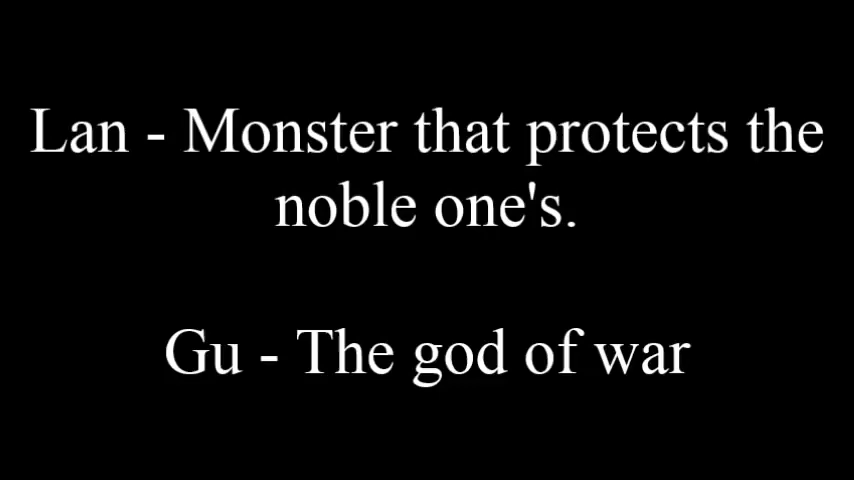 Lan - Monster that protects the
noble one's.
Gu - The god of war